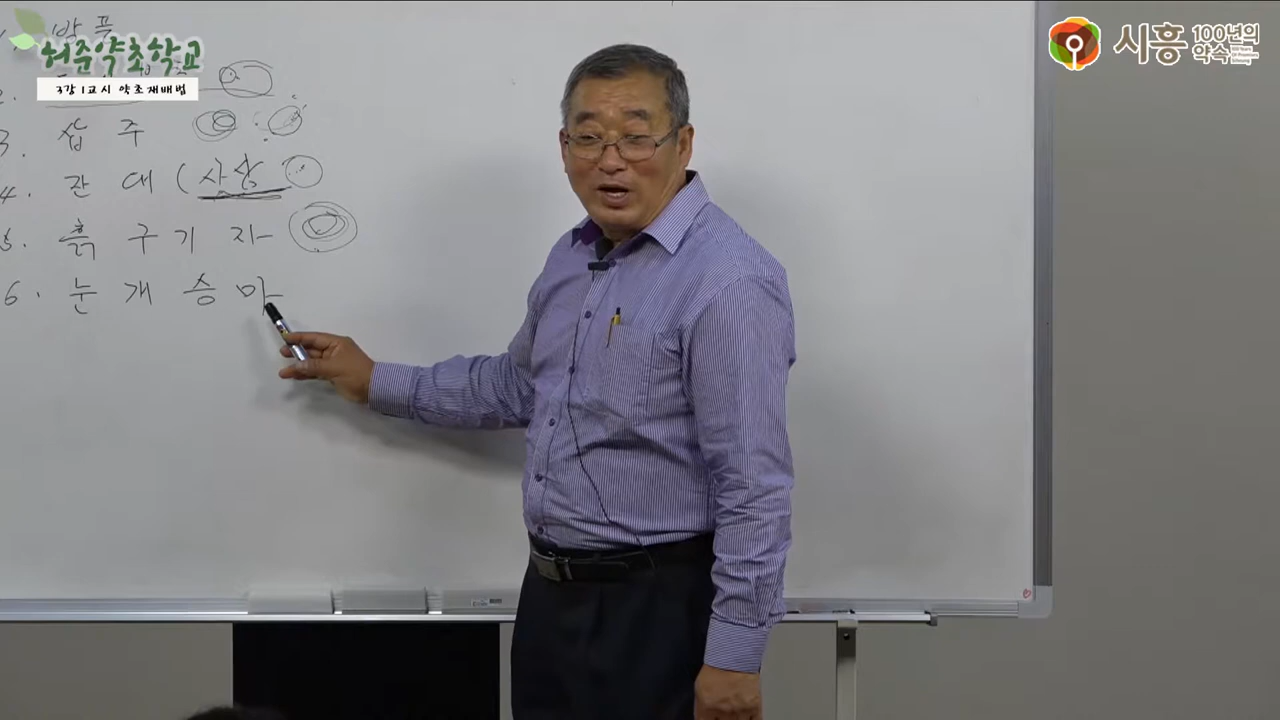 1. 방풍
허준약초학교
3강 1교시 약초재배법
2.
3. 삽주
4. 잔대 (사삼
5. 흙구기자
6. 눈개승마
시흥 100년의 약속